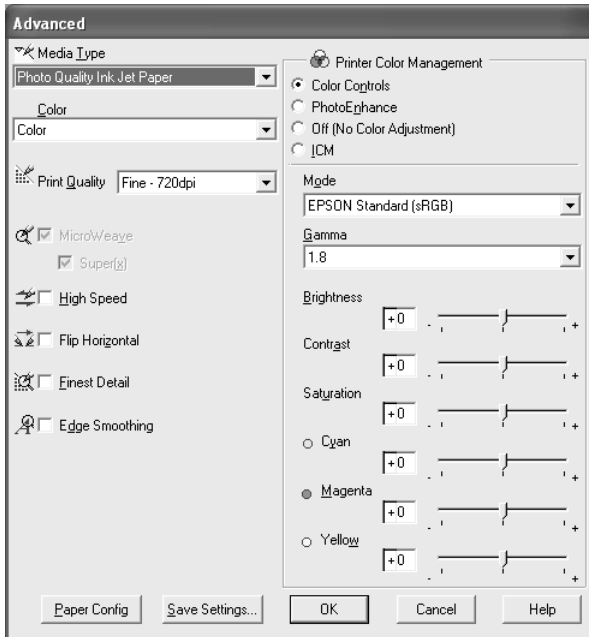 Advanced
Media Type
Photo Quality Ink Jet Paper
Color
Color
Print Quality Fine - 720dpi
MicroWeave
Super(x)
High Speed
Flip Horizontal
Finest Detail
Edge Smoothing
Printer Color Management
Color Controls
PhotoEnhance
Off (No Color Adjustment)
ICM
Mode
EPSON Standard (sRGB)
Gamma
1.8
Brightness
+0 - +
Contrast
+0 - +
Saturation
+0 - +
Cyan
+0 - +
Magenta
+0 - +
Yellow
+0 - +
Paper Config Save Settings... OK Cancel Help